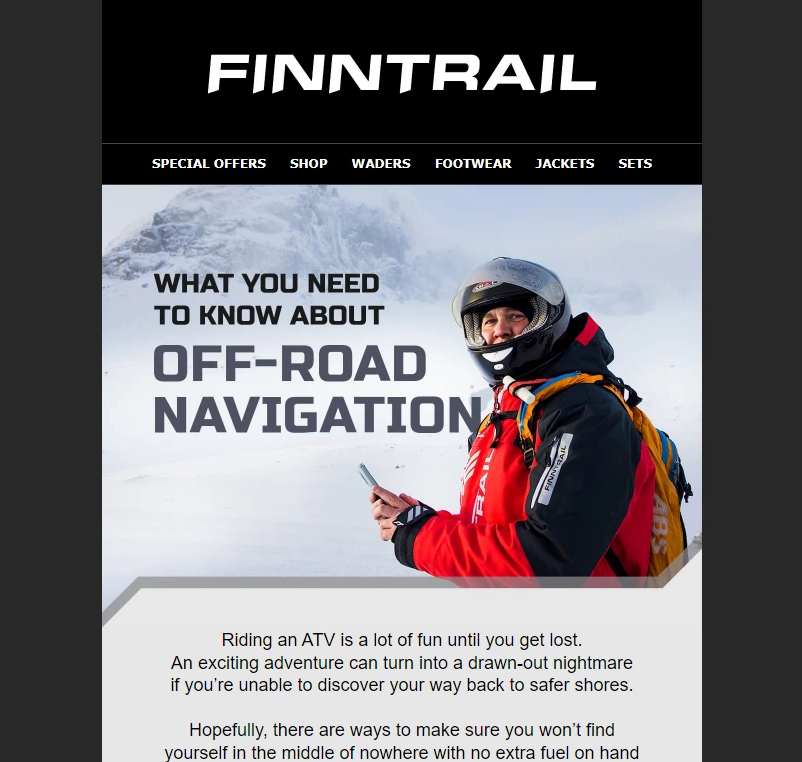 FINNTRAIL
SPECIAL OFFERS SHOP WADERS FOOTWEAR JACKETS SETS
WHAT YOU NEED
TO KNOW ABOUT
OFF-ROAD
NAVIGATION
FINNTRAIL
TRAIL
ABS
Riding an ATV is a lot of fun until you get lost.
An exciting adventure can turn into a drawn-out nightmare
if you’re unable to discover your way back to safer shores.
Hopefully, there are ways to make sure you won’t find
yourself in the middle of nowhere with no extra fuel on hand